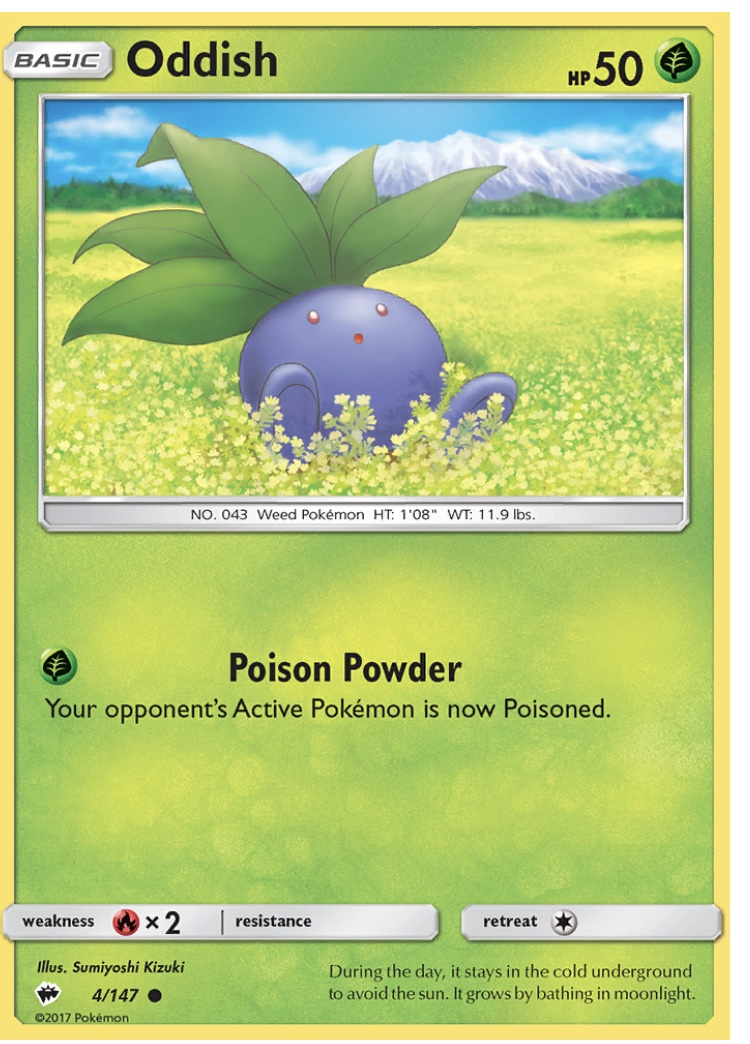 BASIC Oddish HP 50
NO. 043 Weed Pokémon HT: 1'08" WT: 11.9 lbs.
Poison Powder
Your opponent's Active Pokémon is now Poisoned.
weakness × 2 resistance retreat
Illus. Sumiyoshi Kizuki
4/147
©2017 Pokémon
During the day, it stays in the cold underground
to avoid the sun. It grows by bathing in moonlight.